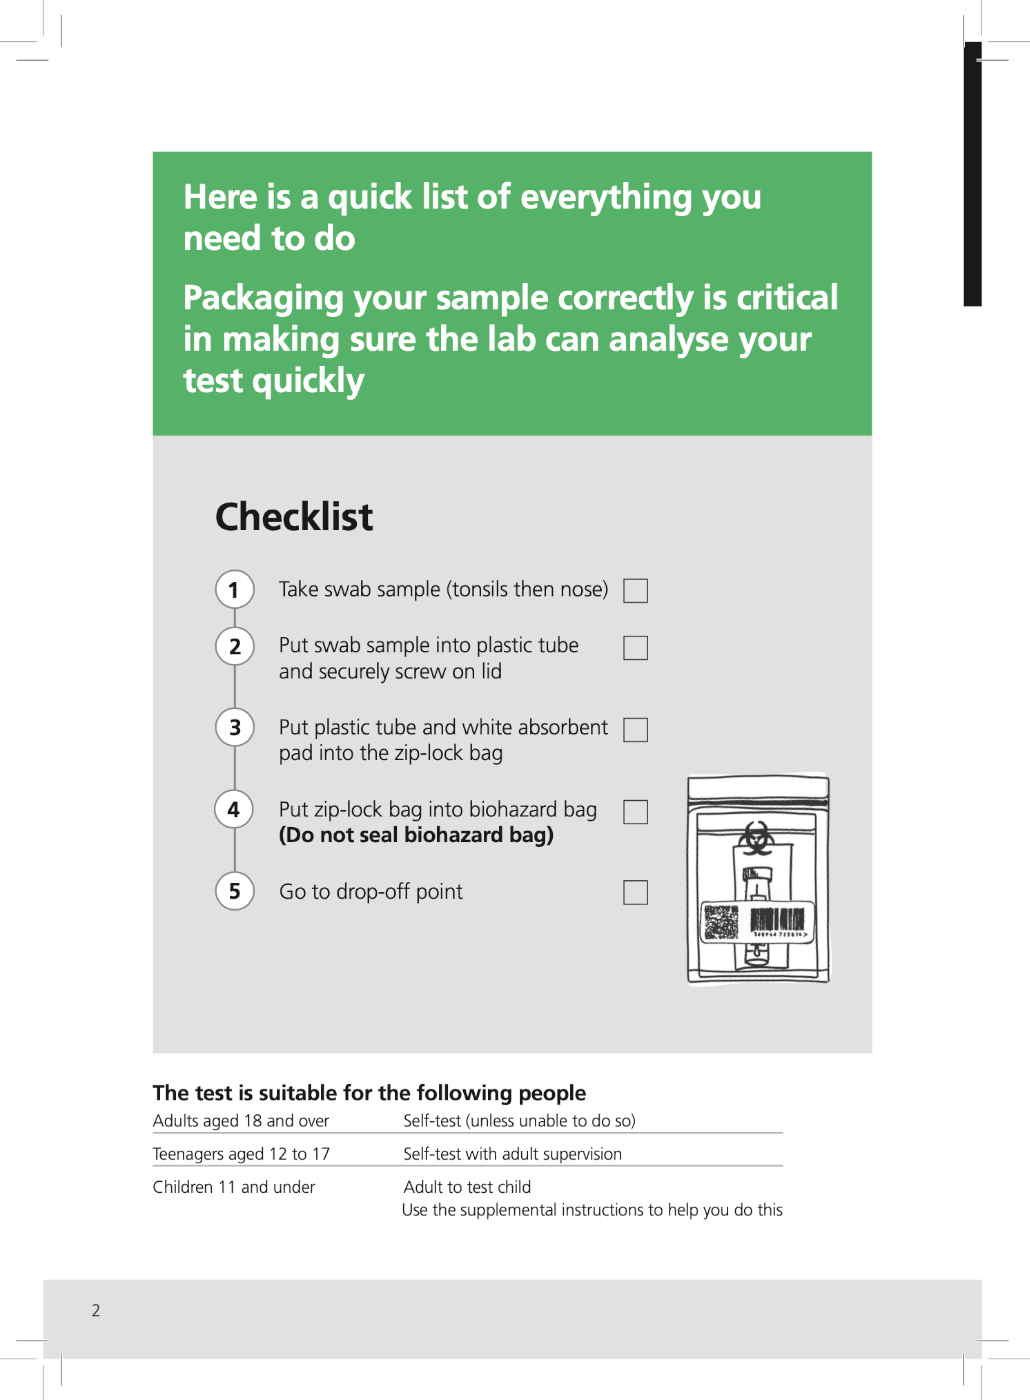 Here is a quick list of everything you
need to do
Packaging your sample correctly is critical
in making sure the lab can analyse your
test quickly
Checklist
1 Take swab sample (tonsils then nose)
2 Put swab sample into plastic tube
and securely screw on lid
3 Put plastic tube and white absorbent
pad into the zip-lock bag
4 Put zip-lock bag into biohazard bag
(Do not seal biohazard bag)
5 Go to drop-off point
The test is suitable for the following people
Adults aged 18 and over Self-test (unless unable to do so)
Teenagers aged 12 to 17 Self-test with adult supervision
Children 11 and under Adult to test child
Use the supplemental instructions to help you do this
2